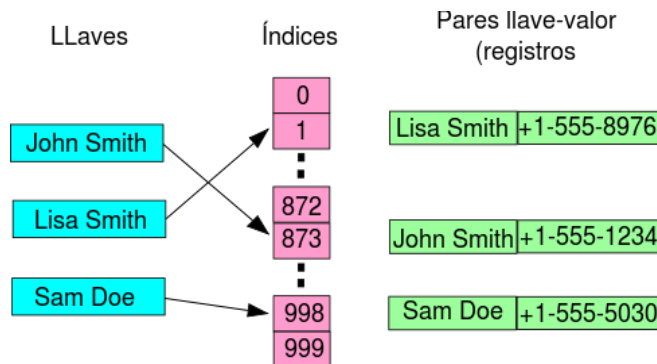 LLaves
Índices
Pares llave-valor
(registros
John Smith
Lisa Smith
Sam Doe
0
1
872
873
998
999
Lisa Smith +1-555-8976
John Smith +1-555-1234
Sam Doe +1-555-5030